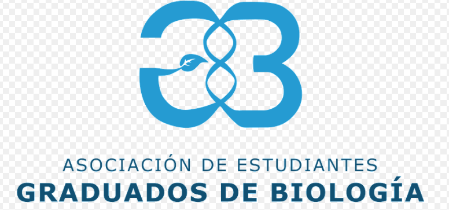 ASOCIACIÓN DE ESTUDIANTES
GRADUADOS DE BIOLOGÍA